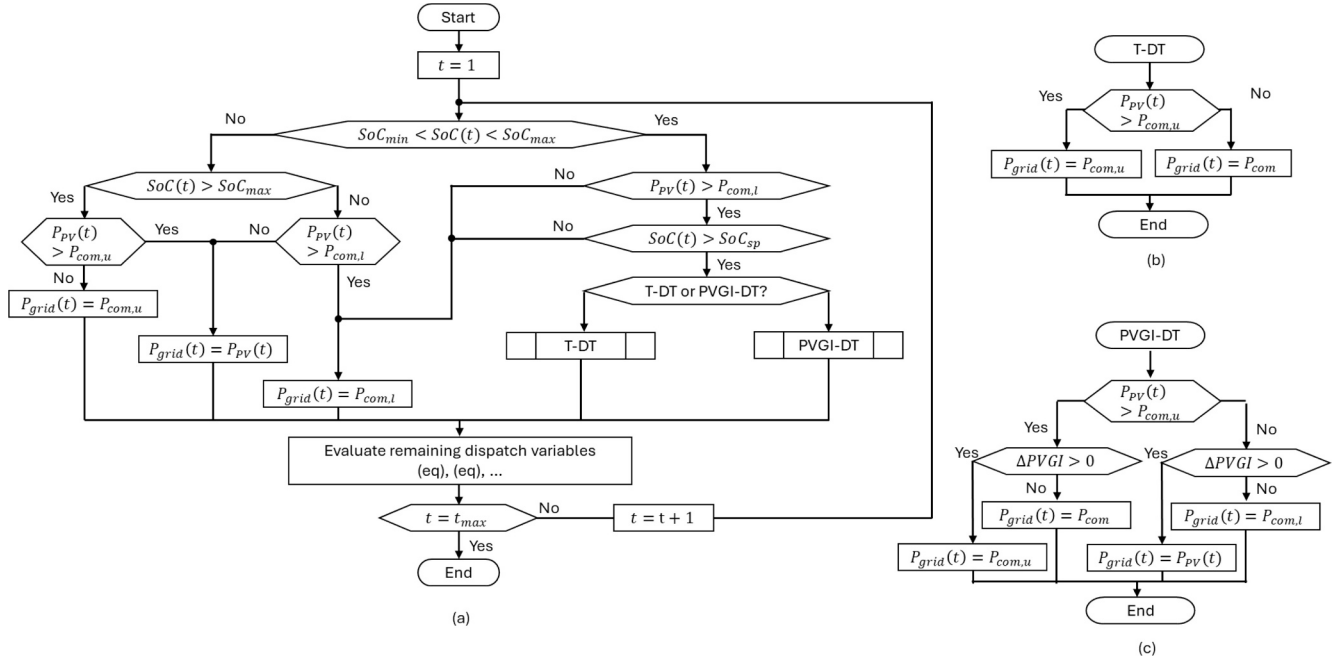 Start
t = 1
No
SoC_min < SoC(t) < SoC_max
Yes
SoC(t) > SoC_max
No
P_PV(t) > P_com,l
Yes
No
Yes
P_PV(t)
> P_com,u
Yes
No
P_PV(t)
> P_com,l
No
SoC(t) > SoC_sp
Yes
No
Yes
T-DT or PVGI-DT?
P_grid(t) = P_com,u
P_grid(t) = P_PV(t)
T-DT
PVGI-DT
P_grid(t) = P_com,l
Evaluate remaining dispatch variables
(eq), (eq), ...
t = t_max
No
t = t + 1
Yes
End
(a)
T-DT
Yes
P_PV(t)
> P_com,u
No
P_grid(t) = P_com,u
P_grid(t) = P_com
End
(b)
PVGI-DT
P_PV(t)
> P_com,u
Yes
No
Yes
ΔPVGI > 0
Yes
ΔPVGI > 0
No
No
P_grid(t) = P_com
P_grid(t) = P_com,l
P_grid(t) = P_com,u
P_grid(t) = P_PV(t)
End
(c)